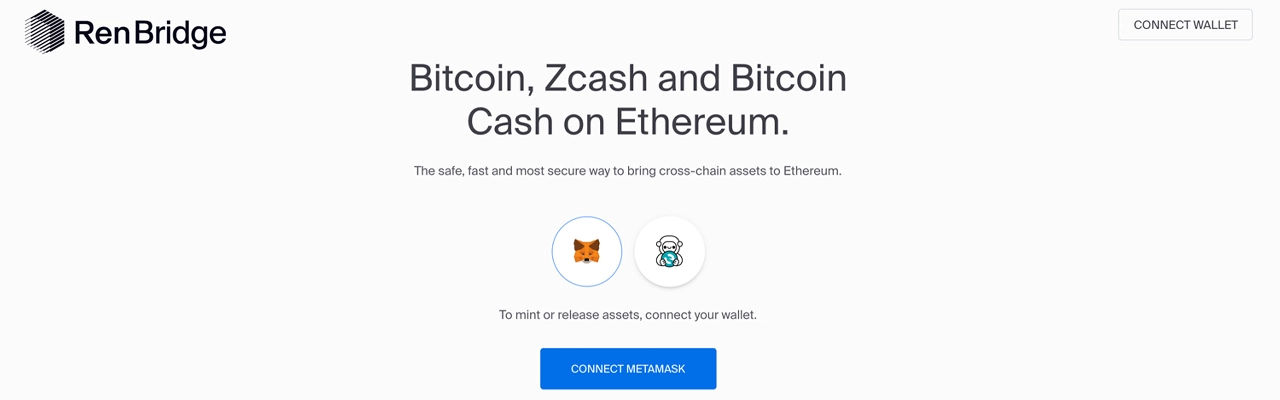 RenBridge
CONNECT WALLET
Bitcoin, Zcash and Bitcoin
Cash on Ethereum.
The safe, fast and most secure way to bring cross-chain assets to Ethereum.
To mint or release assets, connect your wallet.
CONNECT METAMASK